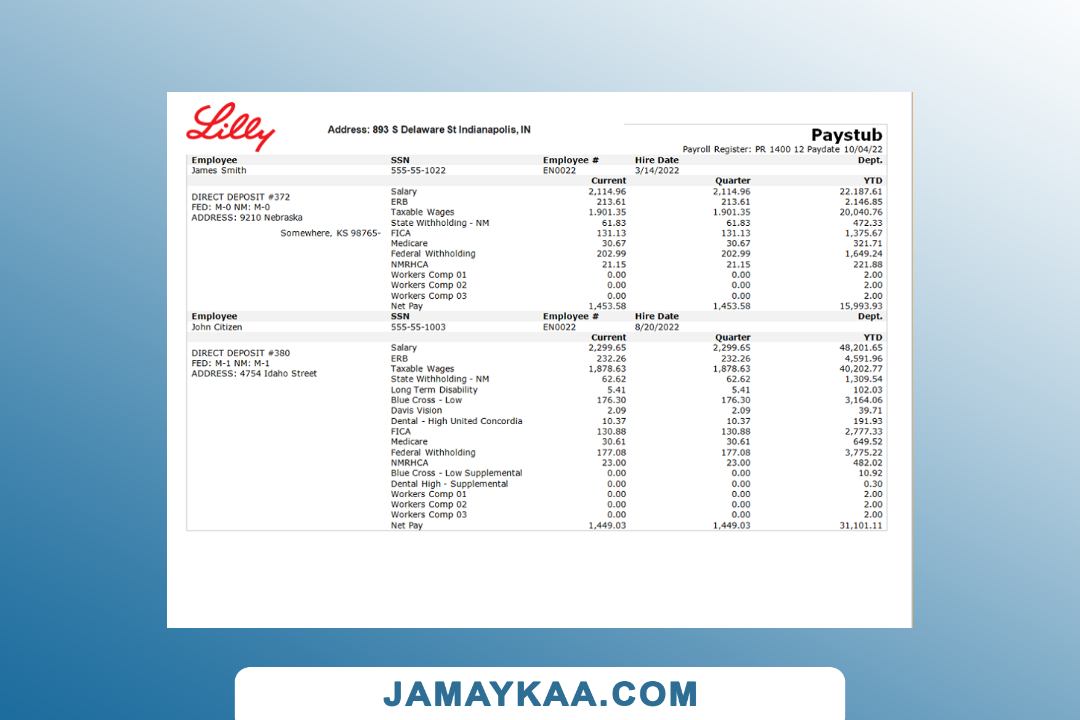 Lilly
Address: 893 S Delaware St Indianapolis, IN
Paystub
Payroll Register: PR 1400 12 Paydate 10/04/22
Employee SSN Employee # Hire Date Dept.
James Smith 555-55-1022 EN0022 3/14/2022
Current Quarter YTD
DIRECT DEPOSIT #372
FED: M-0 NM: M-0
ADDRESS: 9210 Nebraska
Somewhere, KS 98765-
Salary 2,114.96 2,114.96 22.187.61
ERB 213.61 213.61 2.146.85
Taxable Wages 1.901.35 1.901.35 20,040.76
State Withholding - NM 61.83 61.83 472.33
FICA 131.13 131.13 1,375.67
Medicare 30.67 30.67 321.71
Federal Withholding 202.99 202.99 1,649.24
NMRHCA 21.15 21.15 221.88
Workers Comp 01 0.00 0.00 2.00
Workers Comp 02 0.00 0.00 2.00
Workers Comp 03 0.00 0.00 2.00
Net Pay 1,453.58 1,453.58 15,993.93
Employee SSN Employee # Hire Date Dept.
John Citizen 555-55-1003 EN0022 8/20/2022
Current Quarter YTD
DIRECT DEPOSIT #380
FED: M-1 NM: M-1
ADDRESS: 4754 Idaho Street
Salary 2,299.65 2,299.65 48,201.65
ERB 232.26 232.26 4,591.96
Taxable Wages 1,878.63 1,878.63 40,202.77
State Withholding - NM 62.62 62.62 1,309.54
Long Term Disability 5.41 5.41 102.03
Blue Cross - Low 176.30 176.30 3,164.06
Davis Vision 2.09 2.09 39.71
Dental - High United Concordia 10.37 10.37 191.93
FICA 130.88 130.88 2,777.33
Medicare 30.61 30.61 649.52
Federal Withholding 177.08 177.08 3,775.22
NMRHCA 23.00 23.00 482.02
Blue Cross - Low Supplemental 0.00 0.00 10.92
Dental High - Supplemental 0.00 0.00 0.30
Workers Comp 01 0.00 0.00 2.00
Workers Comp 02 0.00 0.00 2.00
Workers Comp 03 0.00 0.00 2.00
Net Pay 1,449.03 1,449.03 31,101.11
JAMAYKAA.COM